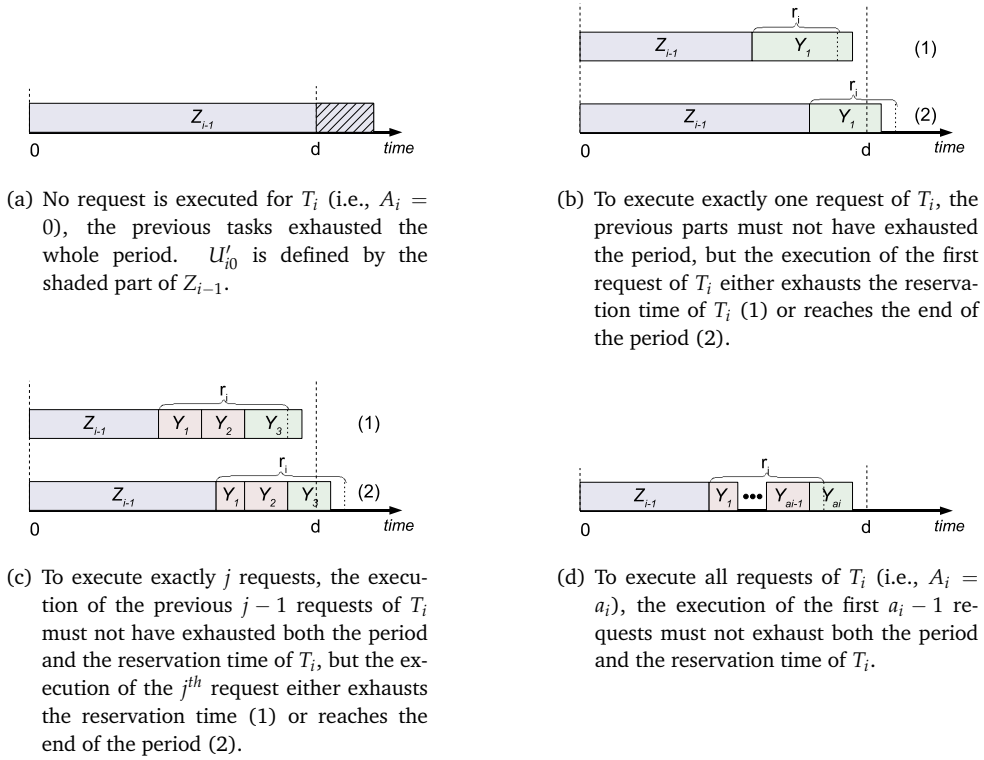 Z_{i-1}
0
d
time
(a) No request is executed for T_i (i.e., A_i =
0), the previous tasks exhausted the
whole period. U'_{i0} is defined by the
shaded part of Z_{i-1}.
r_i
Z_{i-1} Y_1 (1)
r_i
Z_{i-1} Y_1 (2)
0
d
time
(b) To execute exactly one request of T_i, the
previous parts must not have exhausted
the period, but the execution of the first
request of T_i either exhausts the reserva-
tion time of T_i (1) or reaches the end of
the period (2).
r_i
Z_{i-1} Y_1 Y_2 Y_3 (1)
r_i
Z_{i-1} Y_1 Y_2 Y_3 (2)
0
d
time
(c) To execute exactly j requests, the execu-
tion of the previous j − 1 requests of T_i
must not have exhausted both the period
and the reservation time of T_i, but the ex-
ecution of the j^{th} request either exhausts
the reservation time (1) or reaches the
end of the period (2).
r_i
Z_{i-1} Y_1 ••• Y_{ai-1} Y_{ai}
0
d
time
(d) To execute all requests of T_i (i.e., A_i =
a_i), the execution of the first a_i − 1 re-
quests must not exhaust both the period
and the reservation time of T_i.